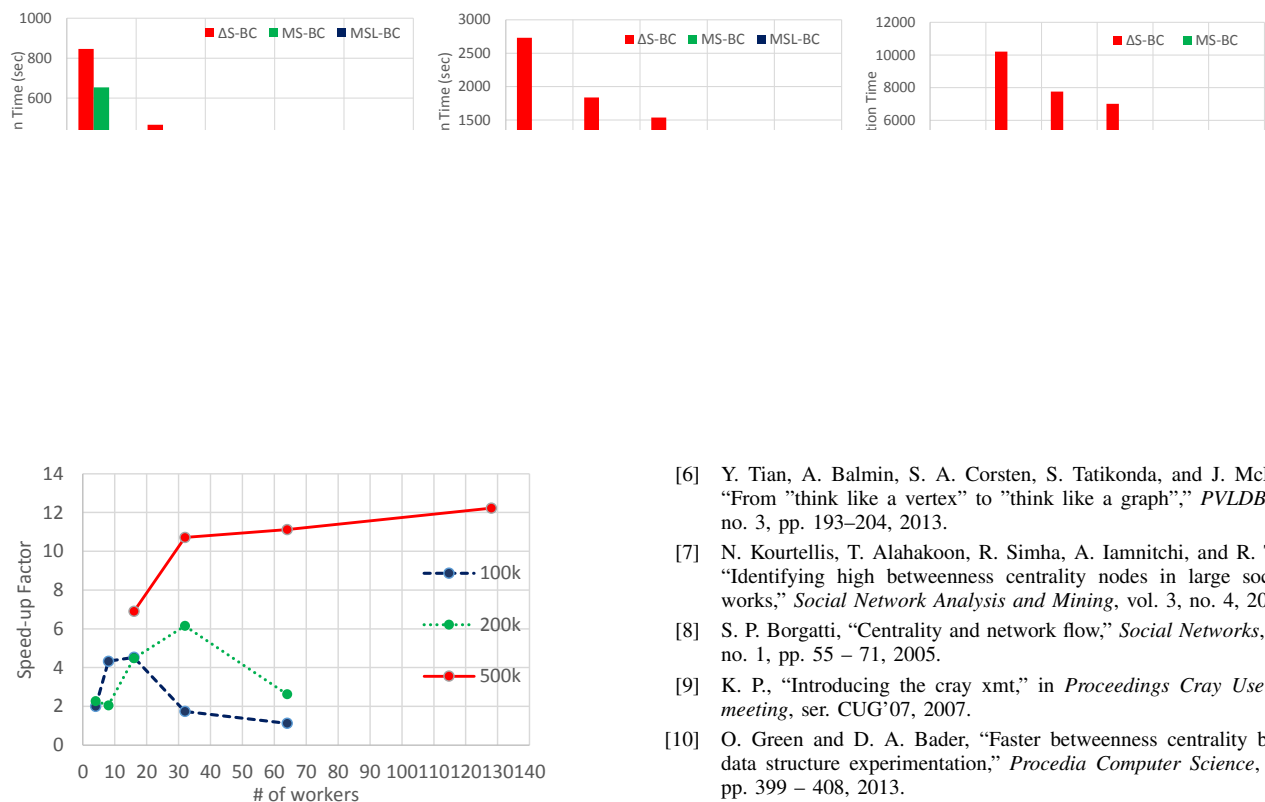 1000
800
600
n Time (sec)
ΔS-BC MS-BC MSL-BC
3000
2500
2000
1500
n Time (sec)
ΔS-BC MS-BC MSL-BC
12000
10000
8000
6000
tion Time
ΔS-BC MS-BC
14
12
10
8
6
4
2
0
Speed-up Factor
100k
200k
500k
0 10 20 30 40 50 60 70 80 90 100110120130140
# of workers
[6] Y. Tian, A. Balmin, S. A. Corsten, S. Tatikonda, and J. McP
“From ”think like a vertex” to ”think like a graph”,” PVLDB
no. 3, pp. 193–204, 2013.
[7] N. Kourtellis, T. Alahakoon, R. Simha, A. Iamnitchi, and R. T
“Identifying high betweenness centrality nodes in large soc
works,” Social Network Analysis and Mining, vol. 3, no. 4, 20
[8] S. P. Borgatti, “Centrality and network flow,” Social Networks,
no. 1, pp. 55 – 71, 2005.
[9] K. P., “Introducing the cray xmt,” in Proceedings Cray Use
meeting, ser. CUG’07, 2007.
[10] O. Green and D. A. Bader, “Faster betweenness centrality b
data structure experimentation,” Procedia Computer Science,
pp. 399 – 408, 2013.